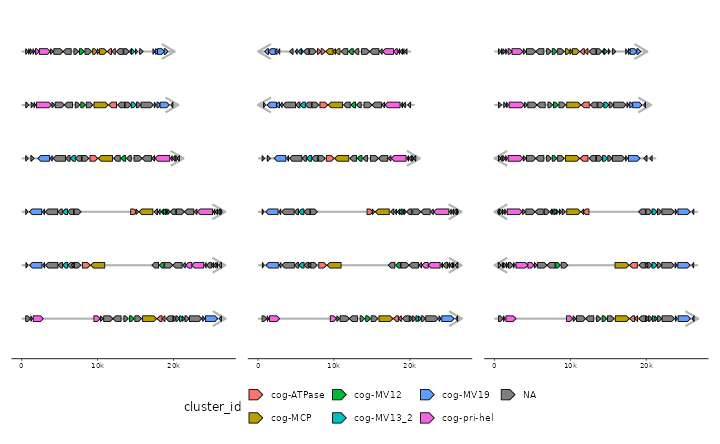 0 10k 20k 0 10k 20k 0 10k 20k
cluster_id
cog-ATPase cog-MV12 cog-MV19 NA
cog-MCP cog-MV13_2 cog-pri-hel